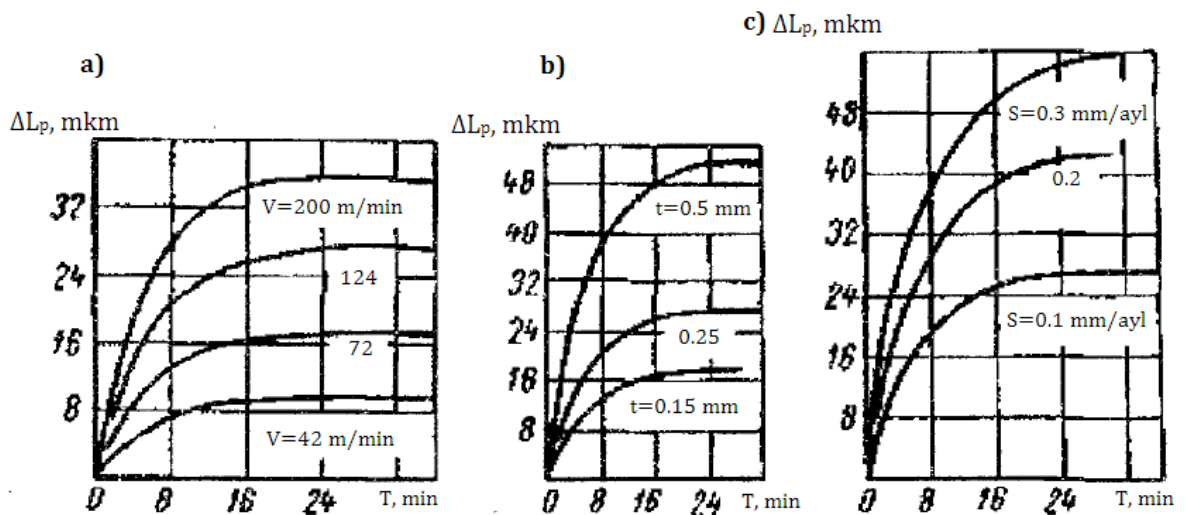 a)
ΔLp, mkm
32
24
16
8
V=200 m/min
124
72
V=42 m/min
0 8 16 24 T, min
b)
ΔLp, mkm
48
40
32
24
16
8
t=0.5 mm
0.25
t=0.15 mm
0 8 16 24 T, min
c) ΔLp, mkm
48
40
32
24
16
8
S=0.3 mm/ayl
0.2
S=0.1 mm/ayl
0 8 18 24 T, min